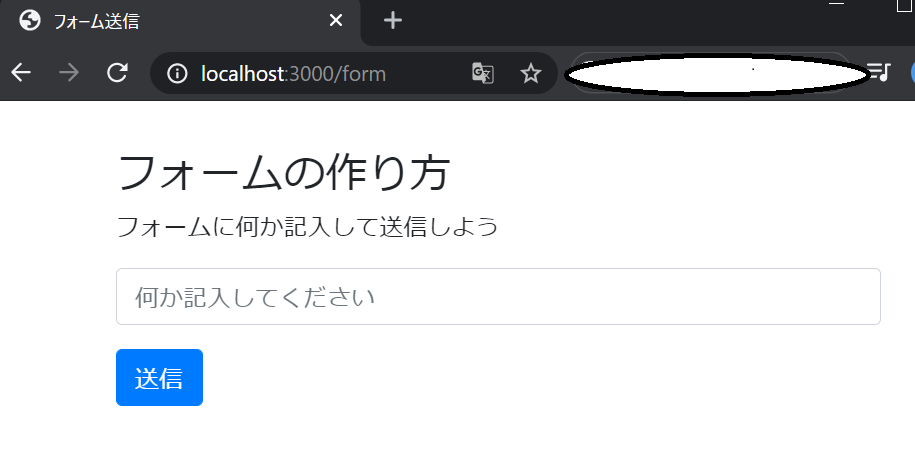 フォーム送信
localhost:3000/form
フォームの作り方
フォームに何か記入して送信しよう
何か記入してください
送信